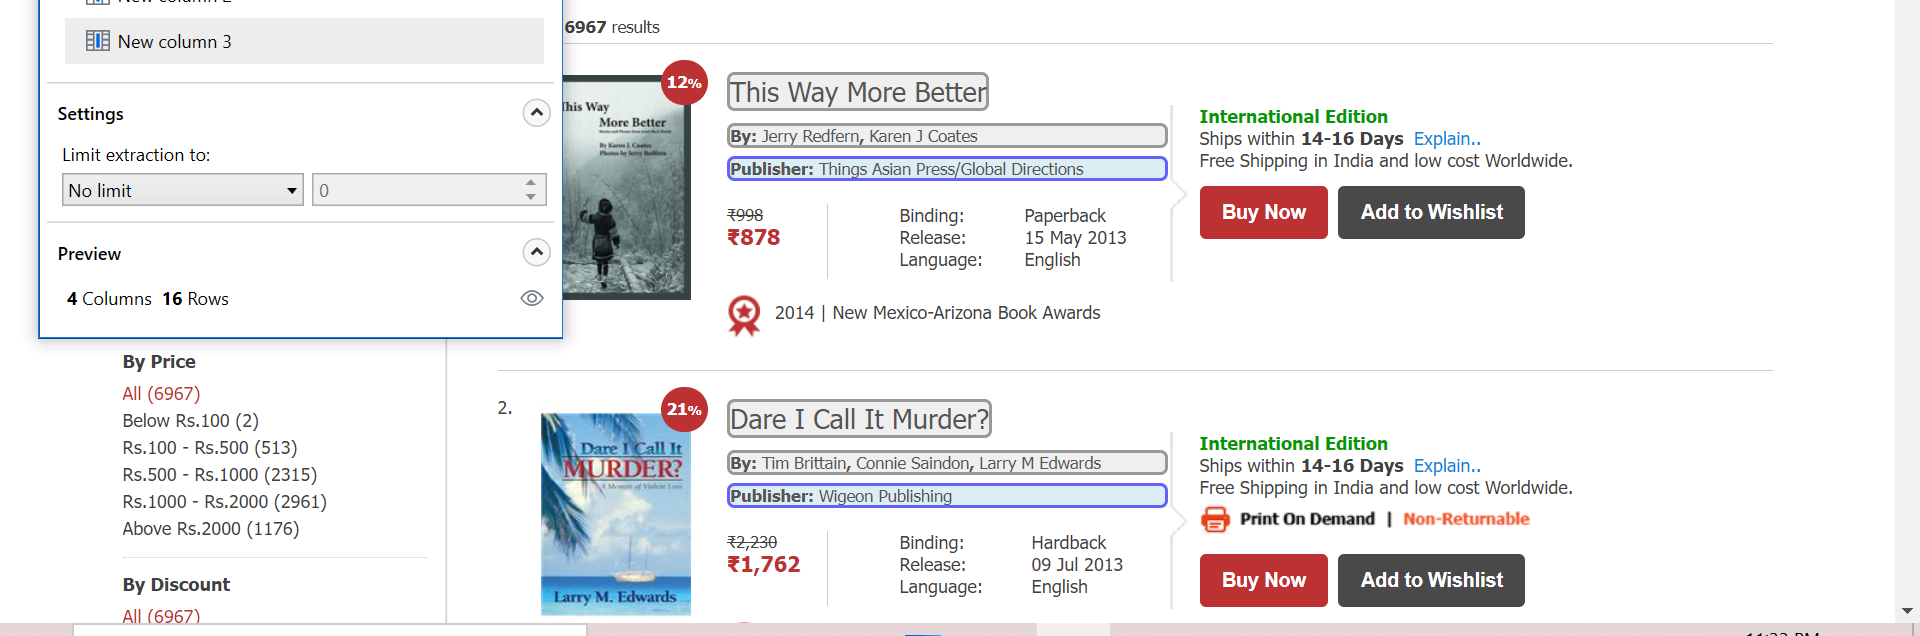 New column 2
New column 3
Settings
Limit extraction to:
No limit
0
Preview
4 Columns 16 Rows
By Price
All (6967)
Below Rs.100 (2)
Rs.100 - Rs.500 (513)
Rs.500 - Rs.1000 (2315)
Rs.1000 - Rs.2000 (2961)
Above Rs.2000 (1176)
By Discount
All (6967)
6967 results
This Way
More Better
By Karen J. Coates
Photos by Jerry Redfern
12%
This Way More Better
By: Jerry Redfern, Karen J Coates
Publisher: Things Asian Press/Global Directions
₹998
₹878
Binding: Paperback
Release: 15 May 2013
Language: English
2014 | New Mexico-Arizona Book Awards
International Edition
Ships within 14-16 Days Explain..
Free Shipping in India and low cost Worldwide.
Buy Now
Add to Wishlist
2.
Dare I Call It
MURDER?
A Memoir of Violent Loss
Larry M. Edwards
21%
Dare I Call It Murder?
By: Tim Brittain, Connie Saindon, Larry M Edwards
Publisher: Wigeon Publishing
₹2,230
₹1,762
Binding: Hardback
Release: 09 Jul 2013
Language: English
International Edition
Ships within 14-16 Days Explain..
Free Shipping in India and low cost Worldwide.
Print On Demand | Non-Returnable
Buy Now
Add to Wishlist